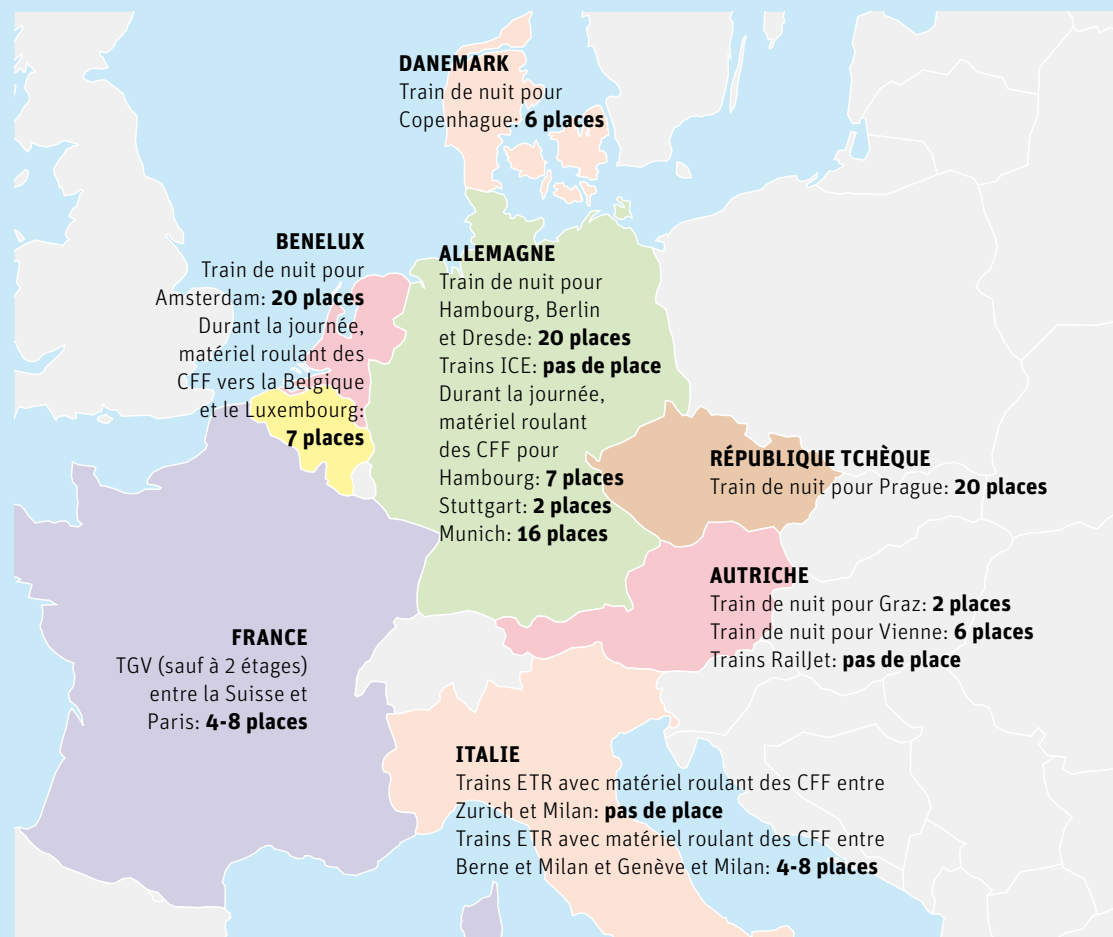 DANEMARK
Train de nuit pour
Copenhague: 6 places
BENELUX
Train de nuit pour
Amsterdam: 20 places
Durant la journée,
matériel roulant des
CFF vers la Belgique
et le Luxembourg:
7 places
ALLEMAGNE
Train de nuit pour
Hambourg, Berlin
et Dresde: 20 places
Trains ICE: pas de place
Durant la journée,
matériel roulant
des CFF pour
Hambourg: 7 places
Stuttgart: 2 places
Munich: 16 places
RÉPUBLIQUE TCHÈQUE
Train de nuit pour Prague: 20 places
AUTRICHE
Train de nuit pour Graz: 2 places
Train de nuit pour Vienne: 6 places
Trains RailJet: pas de place
FRANCE
TGV (sauf à 2 étages)
entre la Suisse et
Paris: 4-8 places
ITALIE
Trains ETR avec matériel roulant des CFF entre
Zurich et Milan: pas de place
Trains ETR avec matériel roulant des CFF entre
Berne et Milan et Genève et Milan: 4-8 places